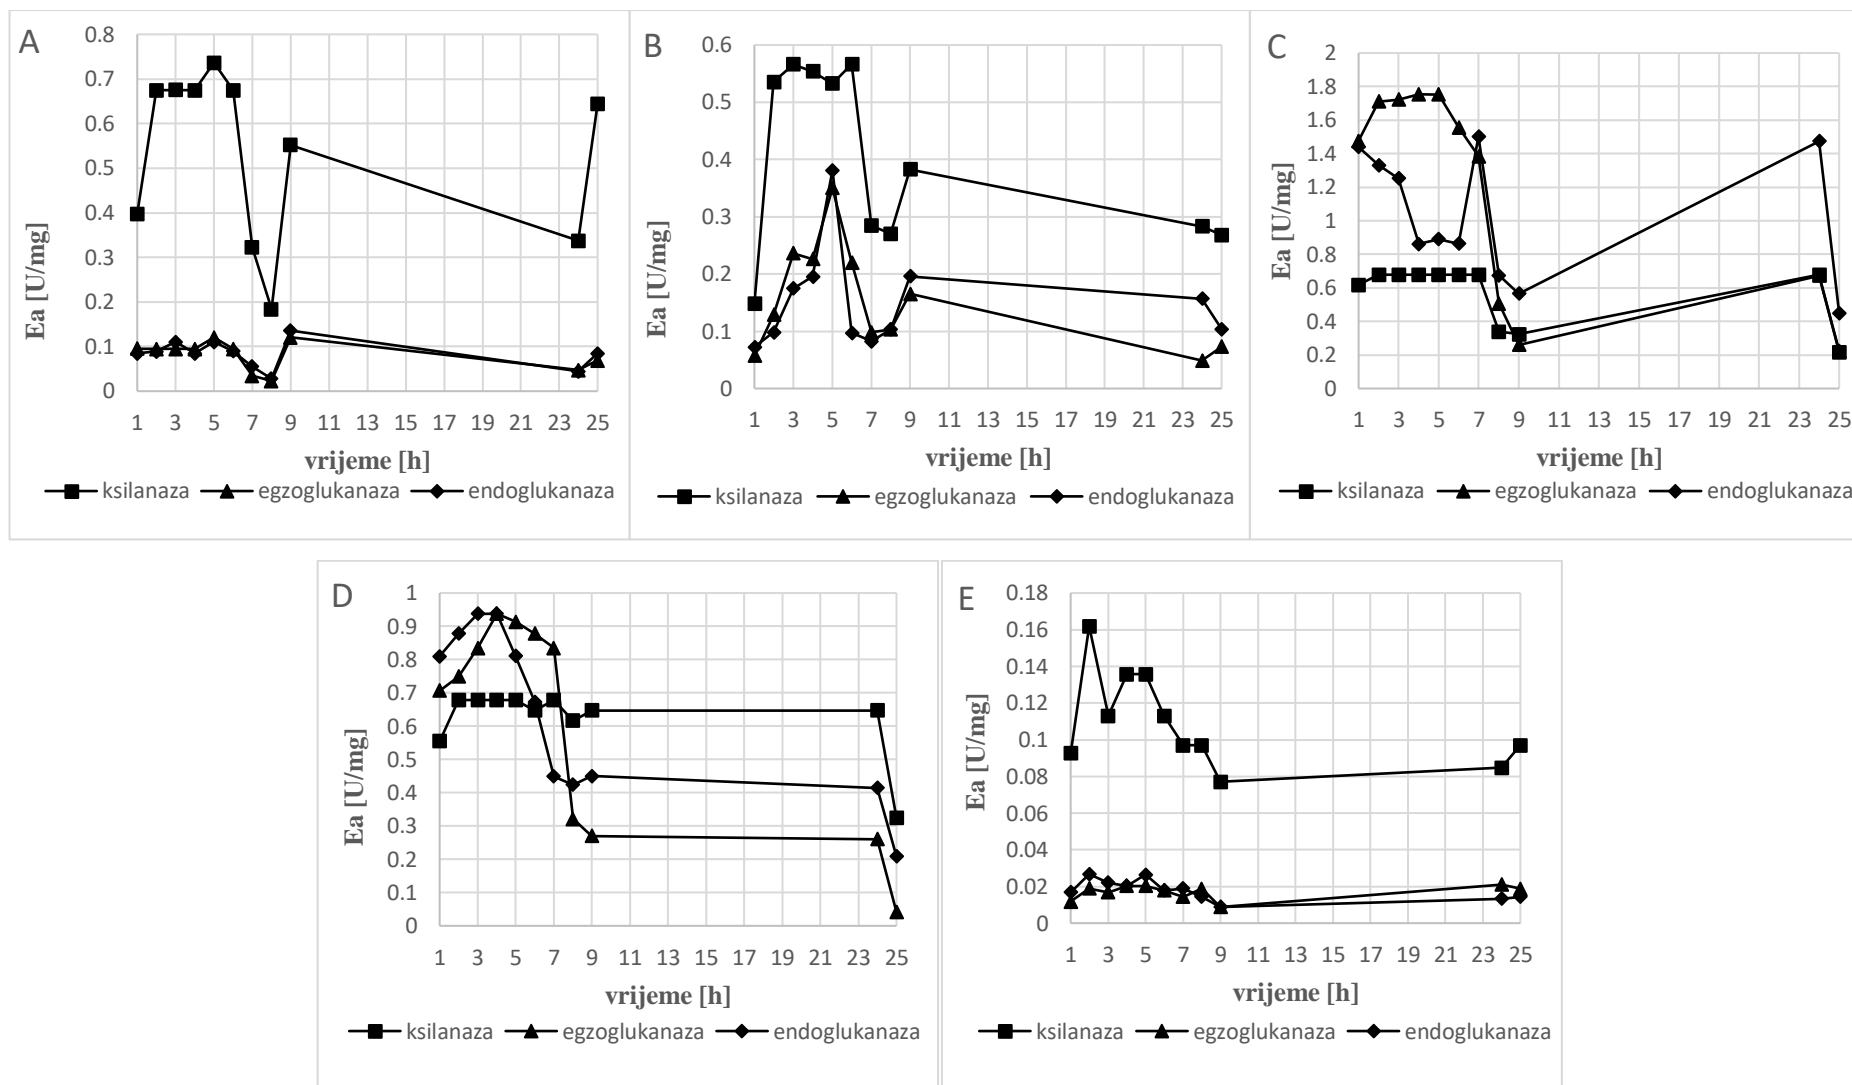 A
0.8
0.7
0.6
0.5
0.4
0.3
0.2
0.1
0
Ea [U/mg]
1 3 5 7 9 11 13 15 17 19 21 23 25
vrijeme [h]
ksilanaza egzoglukanaza endoglukanaza
B
0.6
0.5
0.4
0.3
0.2
0.1
0
Ea [U/mg]
1 3 5 7 9 11 13 15 17 19 21 23 25
vrijeme [h]
ksilanaza egzoglukanaza endoglukanaza
C
2
1.8
1.6
1.4
1.2
1
0.8
0.6
0.4
0.2
0
Ea [U/mg]
1 3 5 7 9 11 13 15 17 19 21 23 25
vrijeme [h]
ksilanaza egzoglukanaza endoglukanaza
D
1
0.9
0.8
0.7
0.6
0.5
0.4
0.3
0.2
0.1
0
Ea [U/mg]
1 3 5 7 9 11 13 15 17 19 21 23 25
vrijeme [h]
ksilanaza egzoglukanaza endoglukanaza
E
0.18
0.16
0.14
0.12
0.1
0.08
0.06
0.04
0.02
0
Ea [U/mg]
1 3 5 7 9 11 13 15 17 19 21 23 25
vrijeme [h]
ksilanaza egzoglukanaza endoglukanaza